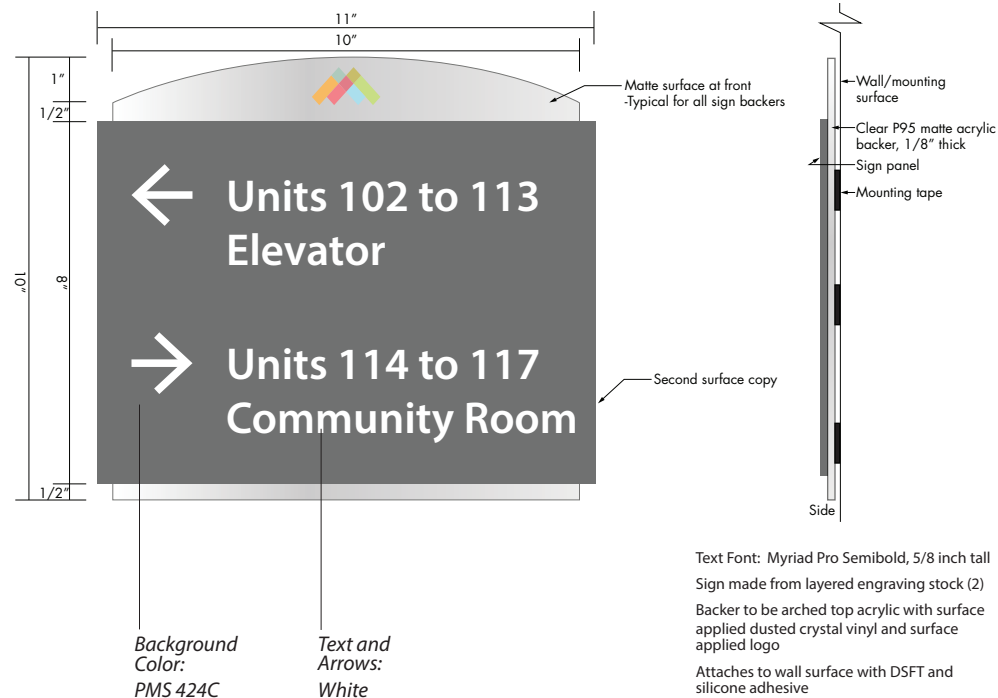 11"
10"
1"
1/2"
Matte surface at front
-Typical for all sign backers
Wall/mounting
surface
Clear P95 matte acrylic
backer, 1/8" thick
Sign panel
Mounting tape
Units 102 to 113
Elevator
10"
8"
Units 114 to 117
Community Room
Second surface copy
1/2"
Side
Text Font: Myriad Pro Semibold, 5/8 inch tall
Sign made from layered engraving stock (2)
Backer to be arched top acrylic with surface
applied dusted crystal vinyl and surface
applied logo
Attaches to wall surface with DSFT and
silicone adhesive
Background
Color:
PMS 424C
Text and
Arrows:
White